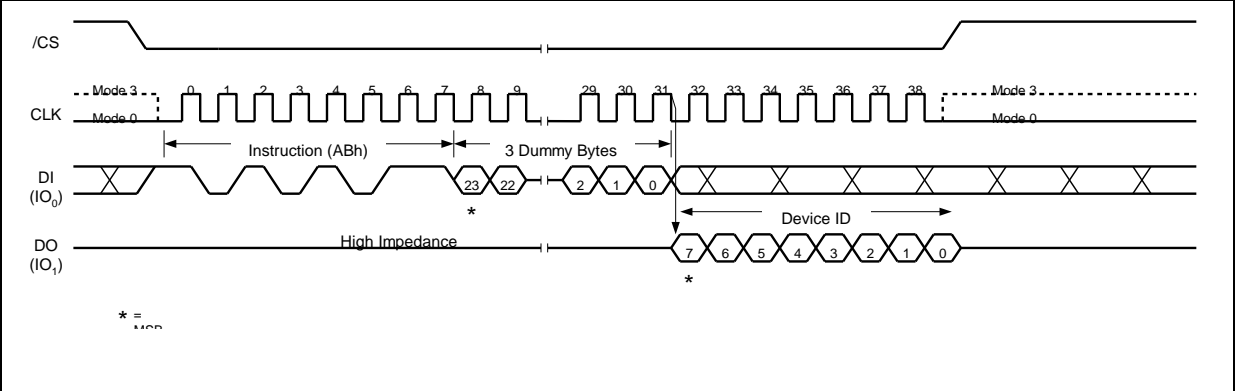 /CS
Mode 3 0 1 2 3 4 5 6 7 8 9 29 30 31 32 33 34 35 36 37 38 Mode 3
CLK
Mode 0 Mode 0
Instruction (ABh) 3 Dummy Bytes
DI
(IO₀)
23 22 2 1 0
*
Device ID
DO
(IO₁)
High Impedance
7 6 5 4 3 2 1 0
*
* =
MSB